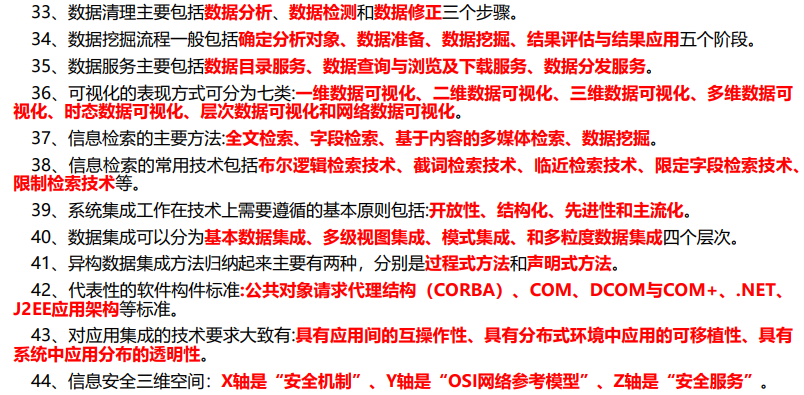 33、数据清理主要包括数据分析、数据检测和数据修正三个步骤。
34、数据挖掘流程一般包括确定分析对象、数据准备、数据挖掘、结果评估与结果应用五个阶段。
35、数据服务主要包括数据目录服务、数据查询与浏览及下载服务、数据分发服务。
36、可视化的表现方式可分为七类:一维数据可视化、二维数据可视化、三维数据可视化、多维数据可
视化、时态数据可视化、层次数据可视化和网络数据可视化。
37、信息检索的主要方法:全文检索、字段检索、基于内容的多媒体检索、数据挖掘。
38、信息检索的常用技术包括布尔逻辑检索技术、截词检索技术、临近检索技术、限定字段检索技术、
限制检索技术等。
39、系统集成工作在技术上需要遵循的基本原则包括:开放性、结构化、先进性和主流化。
40、数据集成可以分为基本数据集成、多级视图集成、模式集成、和多粒度数据集成四个层次。
41、异构数据集成方法归纳起来主要有两种，分别是过程式方法和声明式方法。
42、代表性的软件构件标准:公共对象请求代理结构（CORBA）、COM、DCOM与COM+、.NET、
J2EE应用架构等标准。
43、对应用集成的技术要求大致有:具有应用间的互操作性、具有分布式环境中应用的可移植性、具有
系统中应用分布的透明性。
44、信息安全三维空间：X轴是“安全机制”、Y轴是“OSI网络参考模型”、Z轴是“安全服务”。